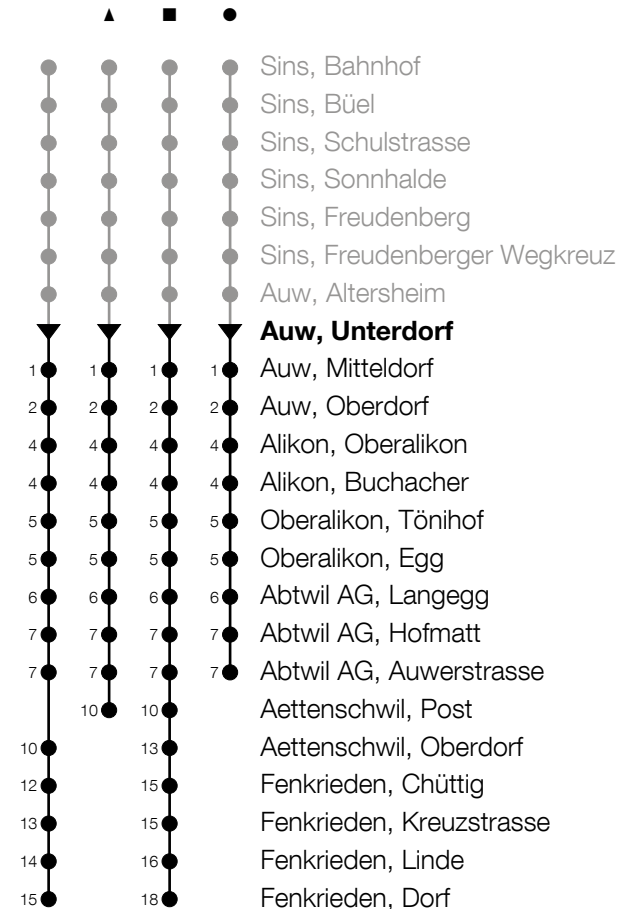 ▲ ■ ●
Sins, Bahnhof
Sins, Büel
Sins, Schulstrasse
Sins, Sonnhalde
Sins, Freudenberg
Sins, Freudenberger Wegkreuz
Auw, Altersheim
Auw, Unterdorf
1 1 1 1 Auw, Mitteldorf
2 2 2 2 Auw, Oberdorf
4 4 4 4 Alikon, Oberalikon
4 4 4 4 Alikon, Buchacher
5 5 5 5 Oberalikon, Tönihof
5 5 5 5 Oberalikon, Egg
6 6 6 6 Abtwil AG, Langegg
7 7 7 7 Abtwil AG, Hofmatt
7 7 7 7 Abtwil AG, Auwerstrasse
10 10 Aettenschwil, Post
10 13 Aettenschwil, Oberdorf
12 15 Fenkrieden, Chüttig
13 15 Fenkrieden, Kreuzstrasse
14 16 Fenkrieden, Linde
15 18 Fenkrieden, Dorf